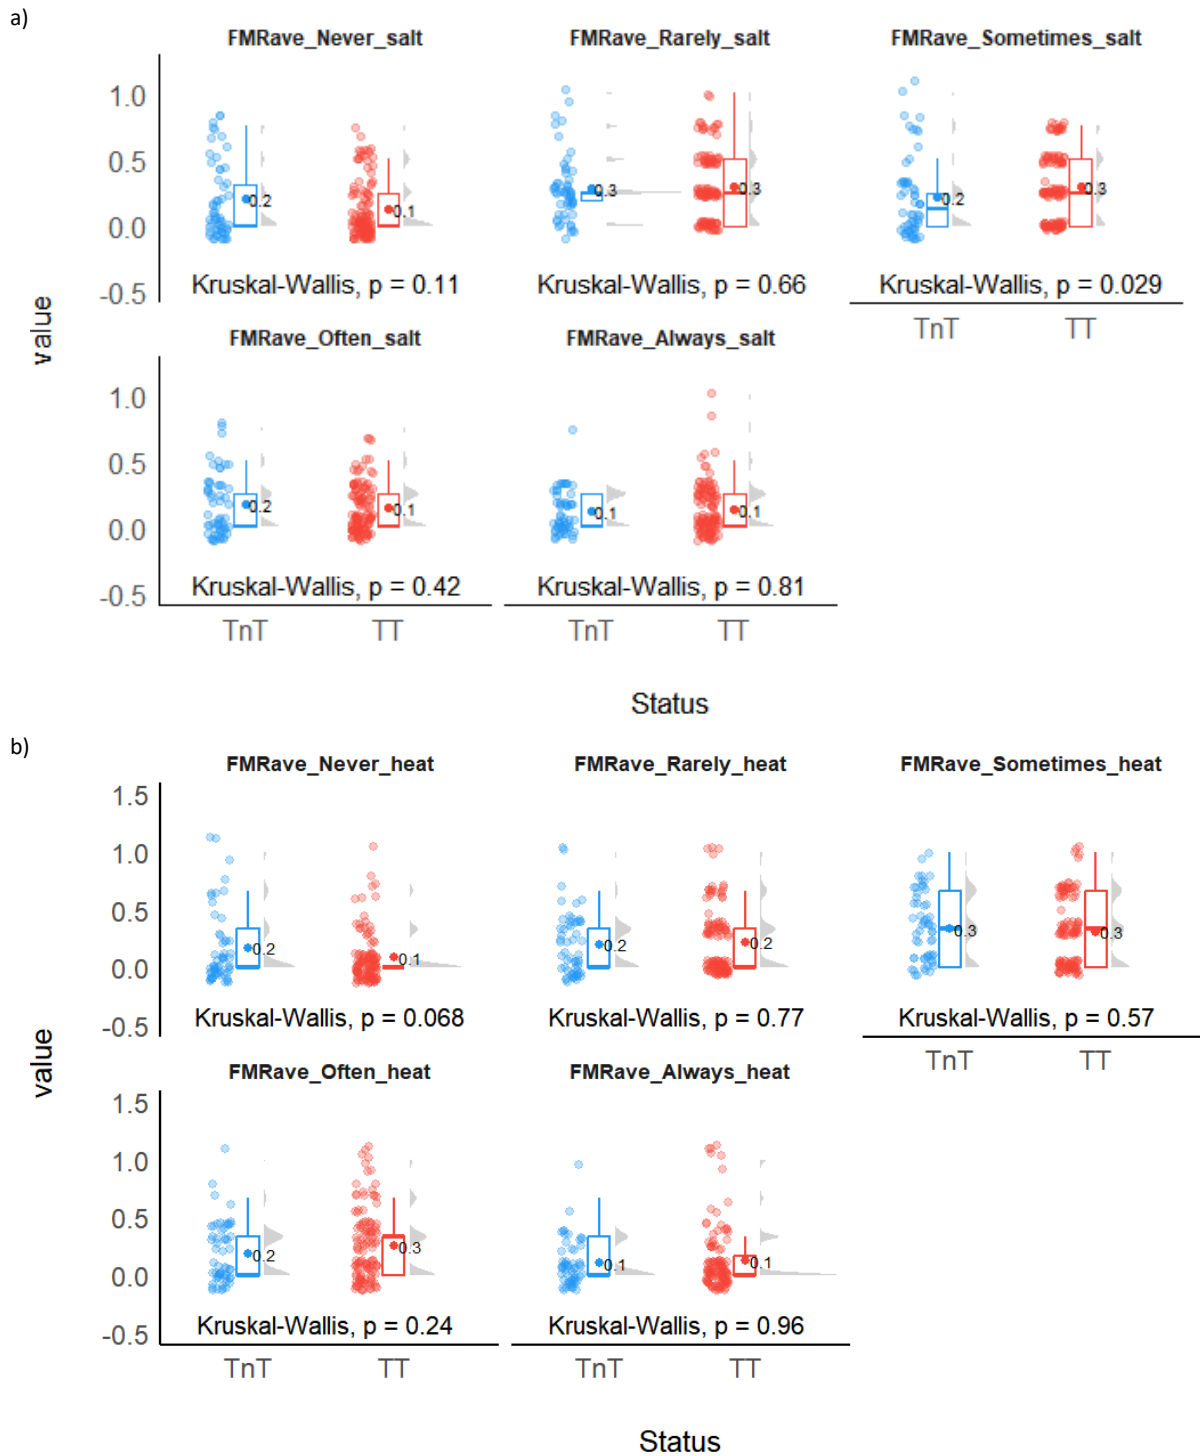 a)
FMRave_Never_salt FMRave_Rarely_salt FMRave_Sometimes_salt
1.0
0.5
0.0
-0.5
0.2 0.1 0.3 0.3 0.2 0.3
Kruskal-Wallis, p = 0.11 Kruskal-Wallis, p = 0.66 Kruskal-Wallis, p = 0.029
TnT TT
value
FMRave_Often_salt FMRave_Always_salt
1.0
0.5
0.0
-0.5
0.2 0.1 0.1 0.1
Kruskal-Wallis, p = 0.42 Kruskal-Wallis, p = 0.81
TnT TT TnT TT
Status
b)
FMRave_Never_heat FMRave_Rarely_heat FMRave_Sometimes_heat
1.5
1.0
0.5
0.0
-0.5
0.2 0.1 0.2 0.2 0.3 0.3
Kruskal-Wallis, p = 0.068 Kruskal-Wallis, p = 0.77 Kruskal-Wallis, p = 0.57
TnT TT
value
FMRave_Often_heat FMRave_Always_heat
1.5
1.0
0.5
0.0
-0.5
0.2 0.3 0.1 0.1
Kruskal-Wallis, p = 0.24 Kruskal-Wallis, p = 0.96
TnT TT TnT TT
Status